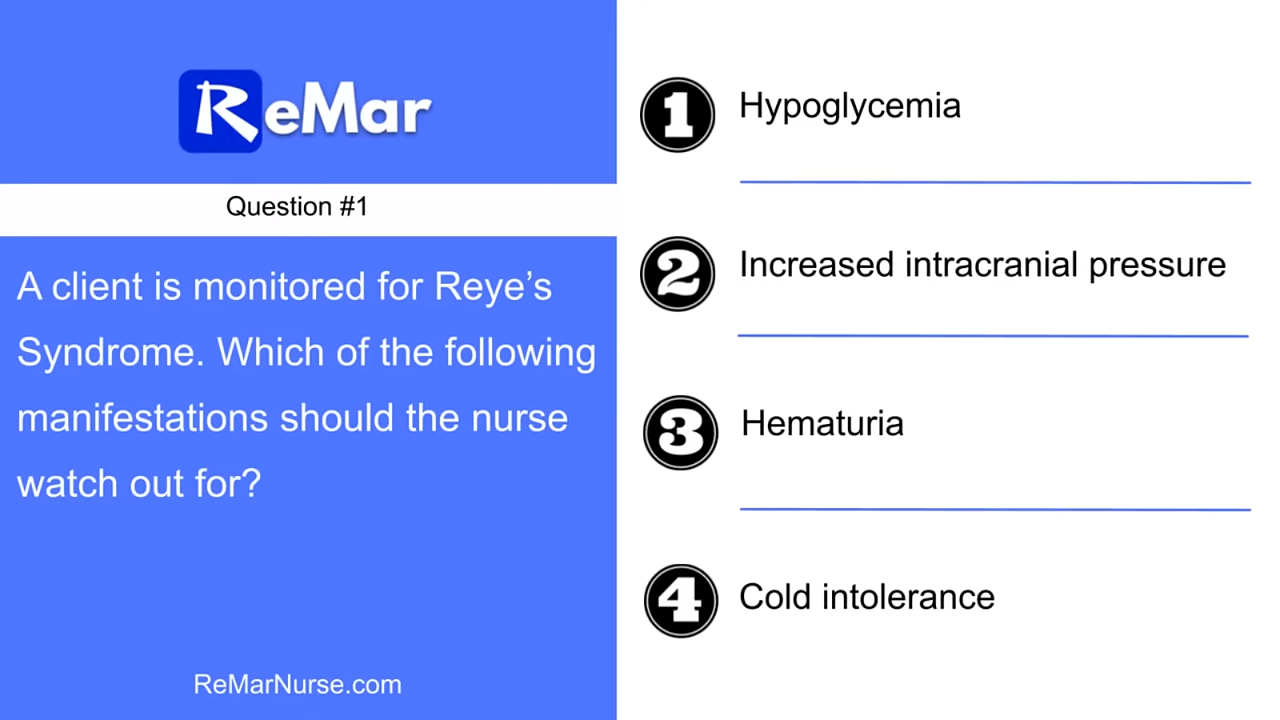 ReMar
Question #1
A client is monitored for Reye’s
Syndrome. Which of the following
manifestations should the nurse
watch out for?
ReMarNurse.com
1 Hypoglycemia
2 Increased intracranial pressure
3 Hematuria
4 Cold intolerance